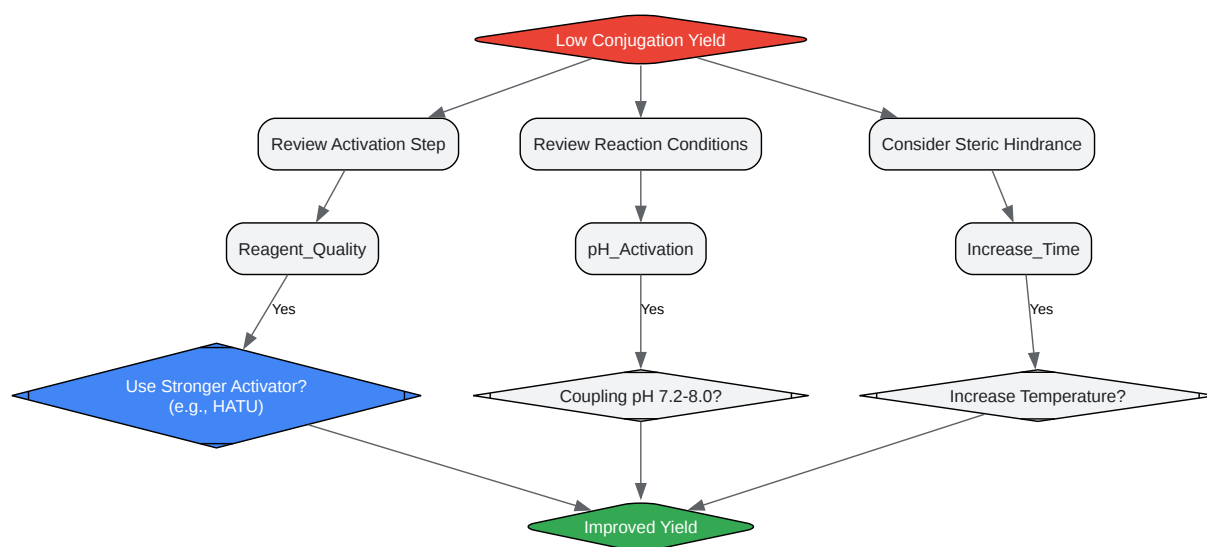 Low Conjugation Yield
Review Activation Step
Review Reaction Conditions
Consider Steric Hindrance
Reagent_Quality
pH_Activation
Increase_Time
Yes
Yes
Yes
Use Stronger Activator?
(e.g., HATU)
Coupling pH 7.2-8.0?
Increase Temperature?
Improved Yield